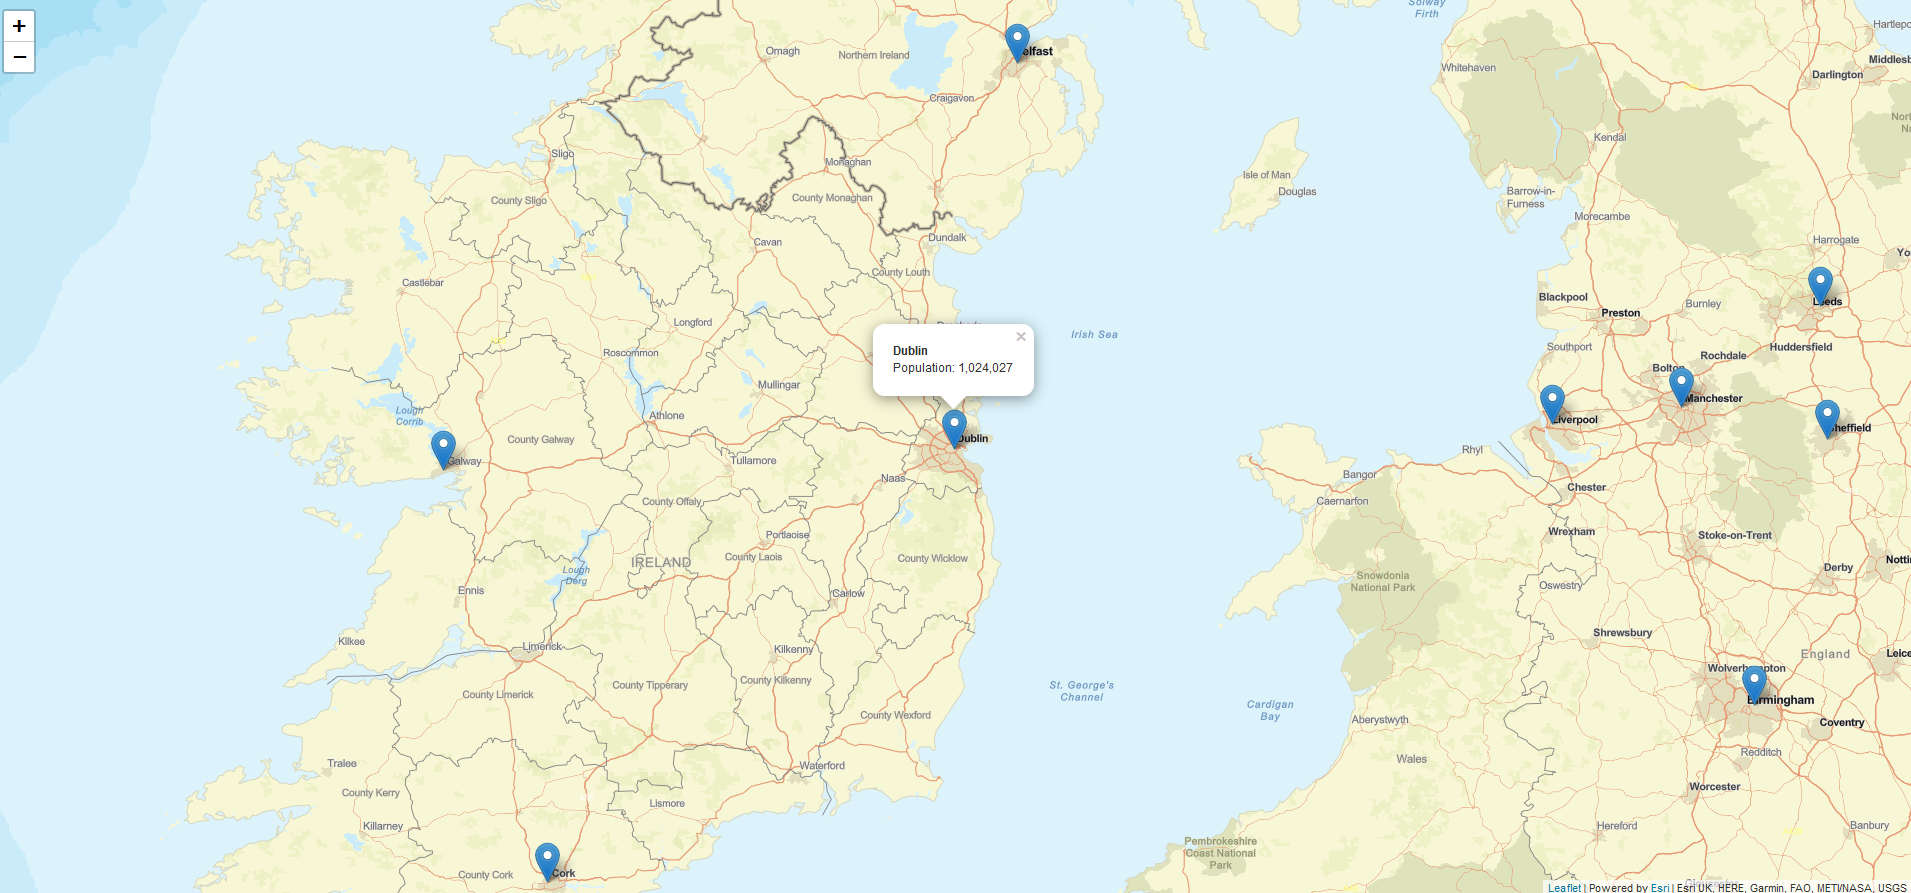 +
−
Solway
Firth
Hartlepo
Omagh
Northern Ireland
elfast
Whitehaven
Middlesb
Darlington
Craigavon
Nor
Na
Kendal
Sligo
Monaghan
Isle of Man
Douglas
Barrow-in-
Furness
County Sligo
County Monaghan
Morecambe
Dundalk
Cavan
Harrogate
Yo
County Louth
Castlebar
Blackpool
Burnley
Leeds
Preston
Longford
Irish Sea
×
Dublin
Population: 1,024,027
Roscommon
Southport
Huddersfield
Rochdale
Bolton
Mullingar
Manchester
Lough
Corrib
Athlone
Liverpool
Sheffield
County Galway
Dublin
Galway
Tullamore
Rhyl
Naas
Bangor
Chester
County Offaly
Caernarfon
Portlaoise
Wrexham
Stoke-on-Trent
County Laois
IRELAND
County Wicklow
Notti
Derby
Lough
Derg
Snowdonia
National Park
Oswestry
Ennis
Carlow
Kilkee
Limerick
Shrewsbury
Kilkenny
England
Leice
Wolverhampton
County Limerick
County Tipperary
County Kilkenny
St. George's
Channel
Cardigan
Bay
Birmingham
County Wexford
Aberystwyth
Coventry
Redditch
Wales
Tralee
Waterford
County Kerry
Worcester
Lismore
Killarney
Hereford
Banbury
Pembrokeshire
Coast National
Park
County Cork
Cork
Leaflet | Powered by Esri | Esri UK, HERE, Garmin, FAO, METI/NASA, USGS